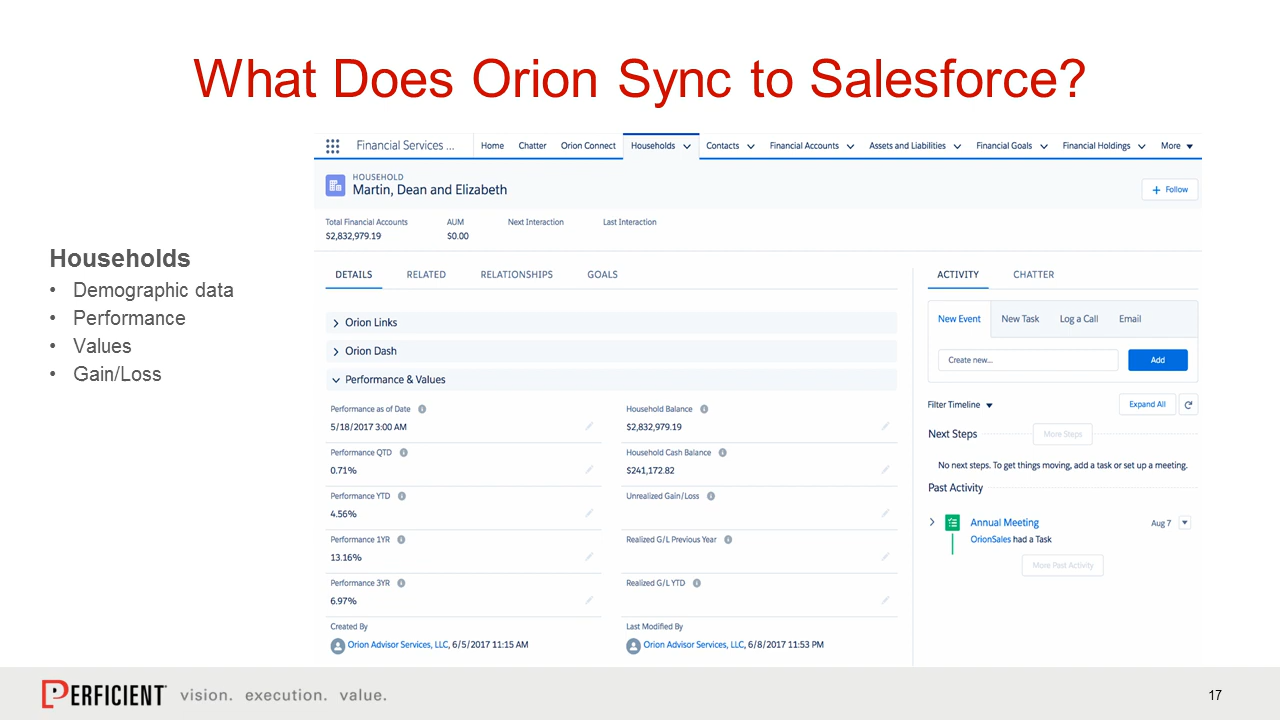 What Does Orion Sync to Salesforce?
Households
• Demographic data
• Performance
• Values
• Gain/Loss
Financial Services ... Home Chatter Orion Connect Households Contacts Financial Accounts Assets and Liabilities Financial Goals Financial Holdings More
HOUSEHOLD
Martin, Dean and Elizabeth
+ Follow
Total Financial Accounts AUM Next Interaction Last Interaction
$2,832,979.19 $0.00
DETAILS RELATED RELATIONSHIPS GOALS
Orion Links
Orion Dash
Performance & Values
Performance as of Date Household Balance
5/18/2017 3:00 AM $2,832,979.19
Performance QTD Household Cash Balance
0.71% $241,172.82
Performance YTD Unrealized Gain/Loss
4.56%
Performance 1YR Realized G/L Previous Year
13.16%
Performance 3YR Realized G/L YTD
6.97%
Created By Last Modified By
Orion Advisor Services, LLC, 6/5/2017 11:15 AM Orion Advisor Services, LLC, 6/8/2017 11:53 PM
ACTIVITY CHATTER
New Event New Task Log a Call Email
Create new... Add
Filter Timeline Expand All
Next Steps More Steps
No next steps. To get things moving, add a task or set up a meeting.
Past Activity
Annual Meeting Aug 7
OrionSales had a Task
More Past Activity
PERFICIENT vision. execution. value.
17